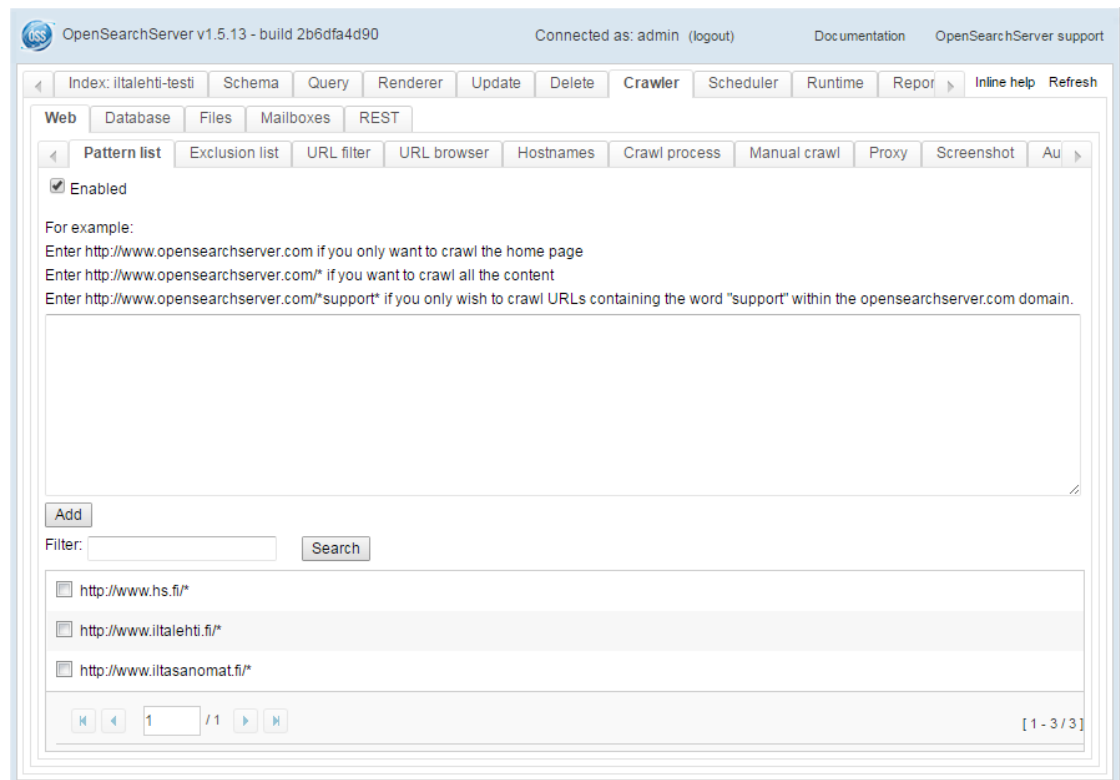 OSS OpenSearchServer v1.5.13 - build 2b6dfa4d90 Connected as: admin (logout) Documentation OpenSearchServer support
Index: iltalehti-testi Schema Query Renderer Update Delete Crawler Scheduler Runtime Repor Inline help Refresh
Web Database Files Mailboxes REST
Pattern list Exclusion list URL filter URL browser Hostnames Crawl process Manual crawl Proxy Screenshot Au
Enabled
For example:
Enter http://www.opensearchserver.com if you only want to crawl the home page
Enter http://www.opensearchserver.com/* if you want to crawl all the content
Enter http://www.opensearchserver.com/*support* if you only wish to crawl URLs containing the word "support" within the opensearchserver.com domain.
Add
Filter: Search
http://www.hs.fi/*
http://www.iltalehti.fi/*
http://www.iltasanomat.fi/*
1 / 1 [ 1 - 3 / 3 ]